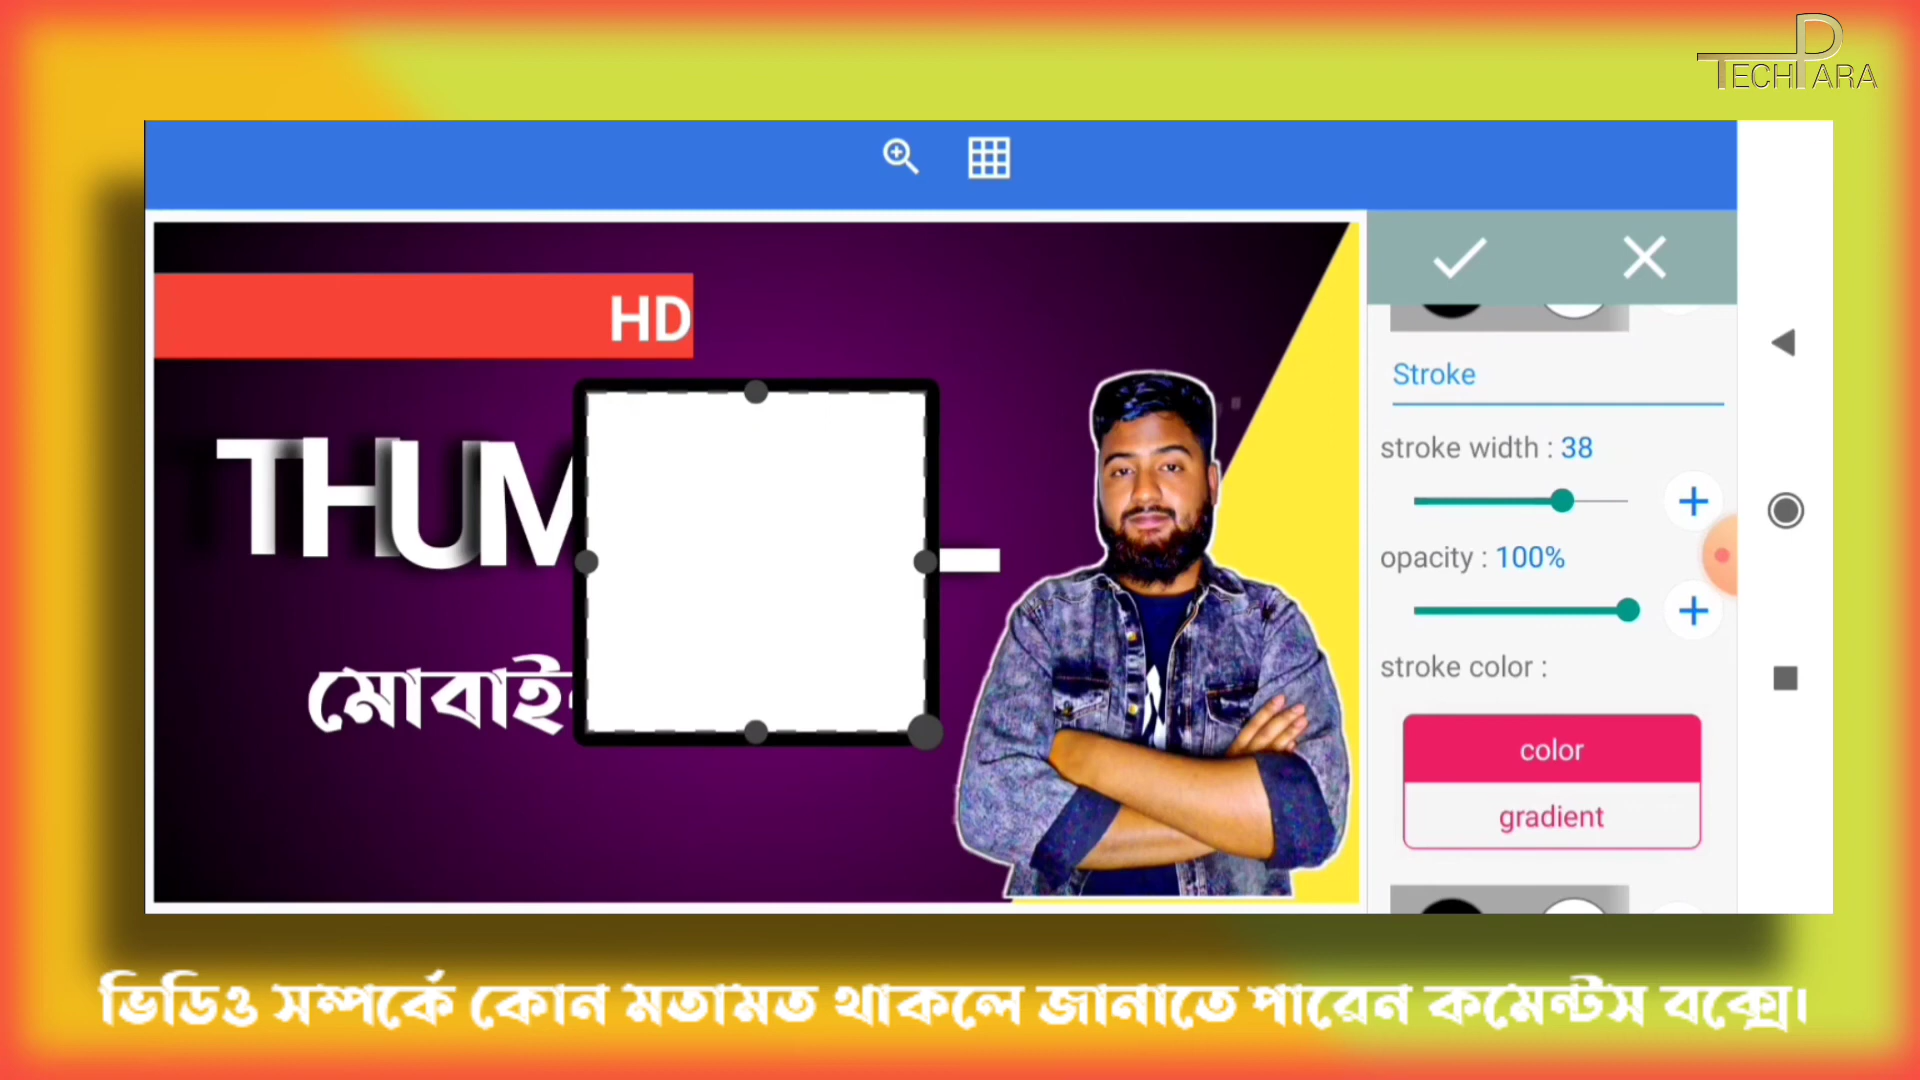 TECHPARA
HD
THUM
মোবাই
Stroke
stroke width : 38
opacity : 100%
stroke color :
color
gradient
ভিডিও সম্পর্কে কোন মতামত থাকলে জানাতে পারেন কমেন্টস বক্সে।